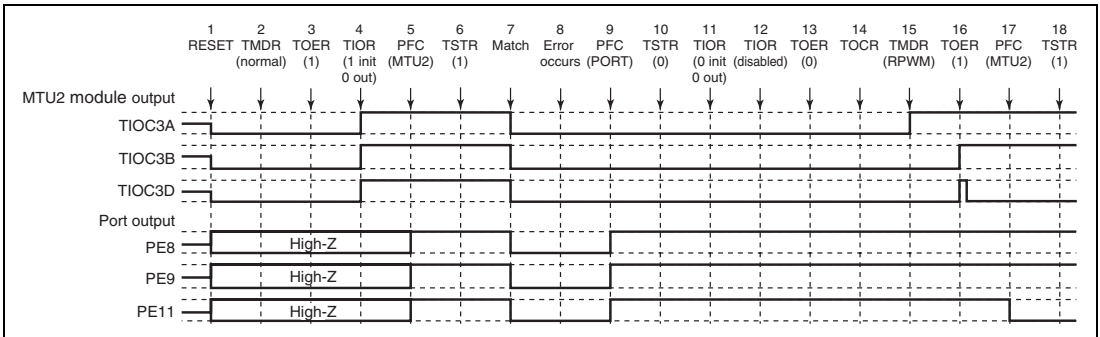 1 2 3 4 5 6 7 8 9 10 11 12 13 14 15 16 17 18
RESET TMDR TOER TIOR PFC TSTR Match Error PFC TSTR TIOR TIOR TOER TOCR TMDR TOER PFC TSTR
(normal) (1) (1 init (MTU2) (1) occurs (PORT) (0) (0 init (disabled) (0) (RPWM) (1) (MTU2) (1)
0 out) 0 out)
MTU2 module output
TIOC3A
TIOC3B
TIOC3D
Port output
PE8 High-Z
PE9 High-Z
PE11 High-Z